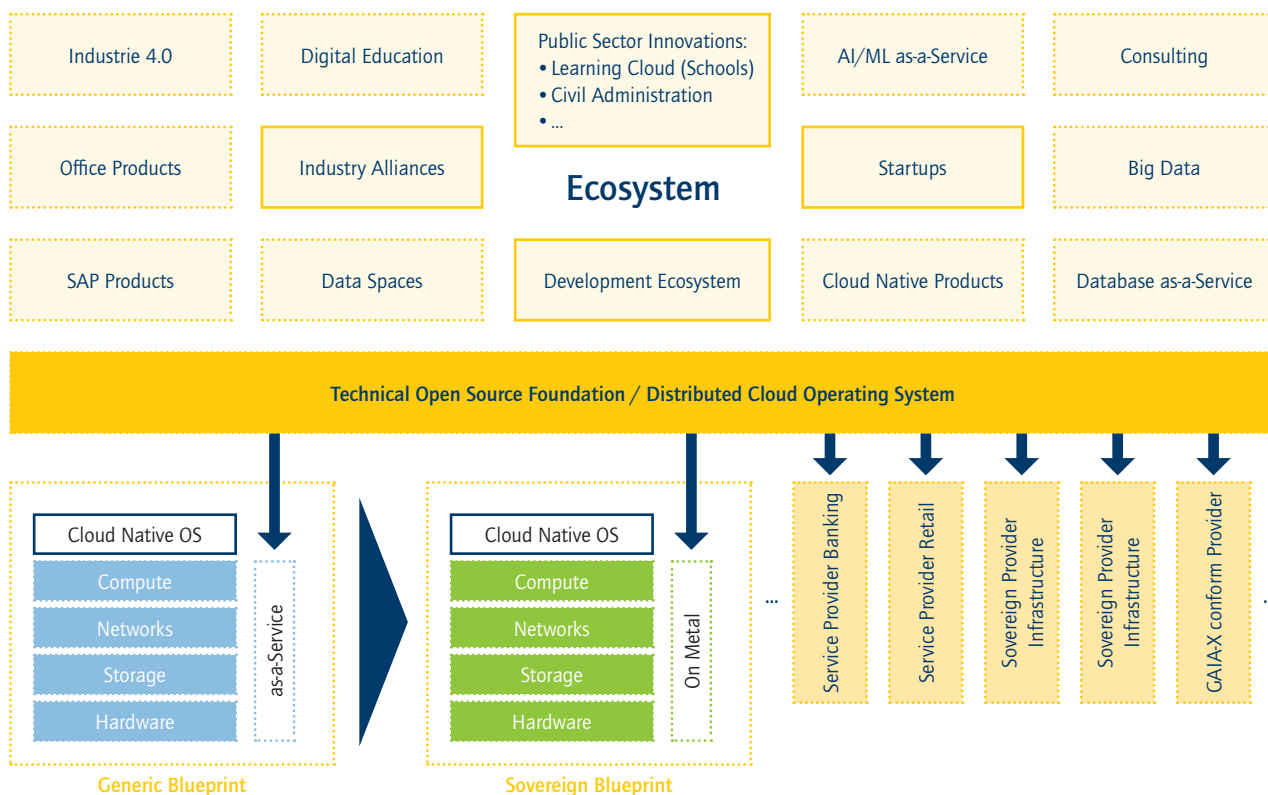 Industrie 4.0
Digital Education
Public Sector Innovations:
• Learning Cloud (Schools)
• Civil Administration
• ...
AI/ML as-a-Service
Consulting
Office Products
Industry Alliances
Ecosystem
Startups
Big Data
SAP Products
Data Spaces
Development Ecosystem
Cloud Native Products
Database as-a-Service
Technical Open Source Foundation / Distributed Cloud Operating System
Cloud Native OS
Compute
Networks
Storage
Hardware
as-a-Service
Generic Blueprint
Cloud Native OS
Compute
Networks
Storage
Hardware
On Metal
Sovereign Blueprint
...
Service Provider Banking
Service Provider Retail
Sovereign Provider
Infrastructure
Sovereign Provider
Infrastructure
GAIA-X conform Provider
..